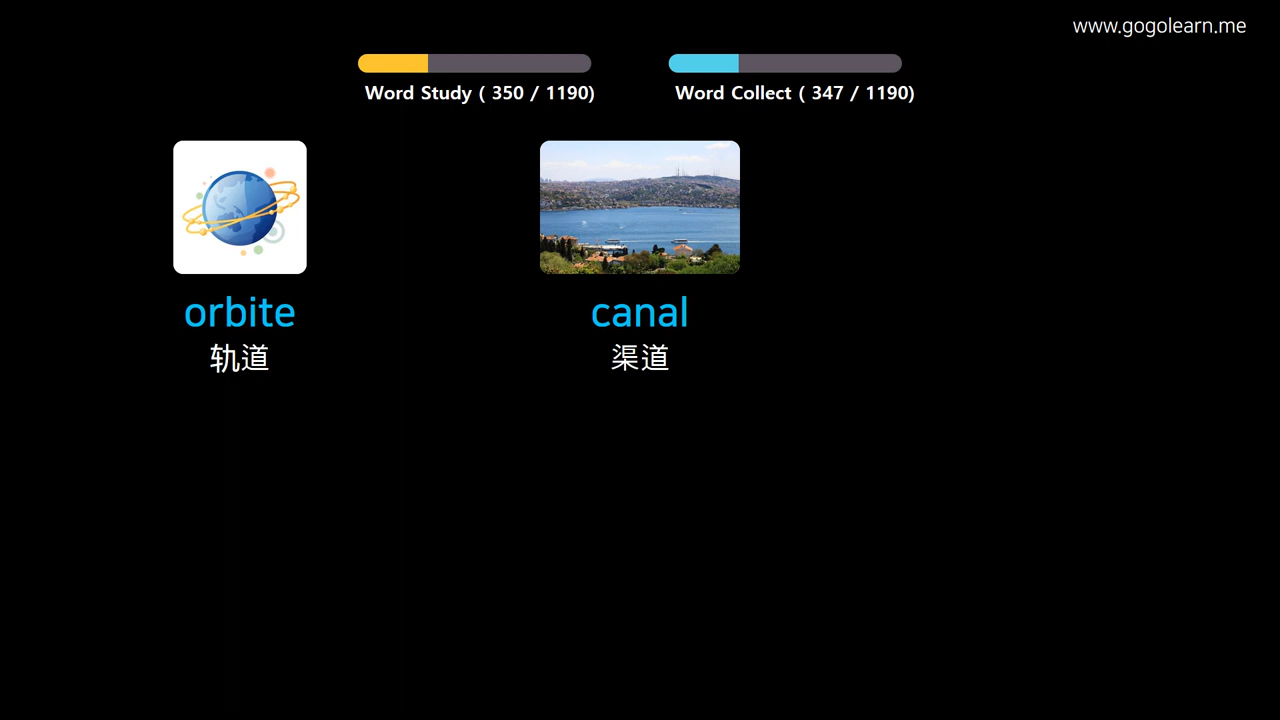 www.gogolearn.me
Word Study ( 350 / 1190)
Word Collect ( 347 / 1190)
orbite
轨道
canal
渠道